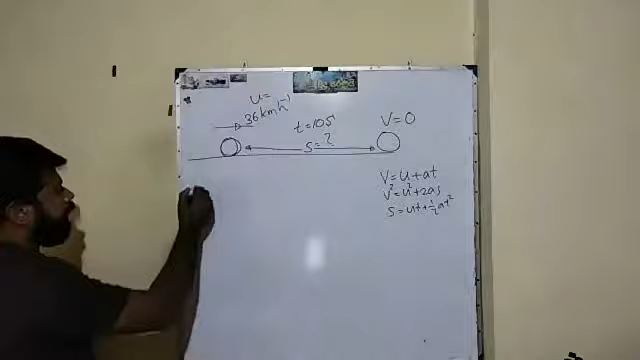 u=
36 kmh⁻¹
t=10s
V=0
s=?
V=u+at
V²=u²+2as
s=ut+½at²